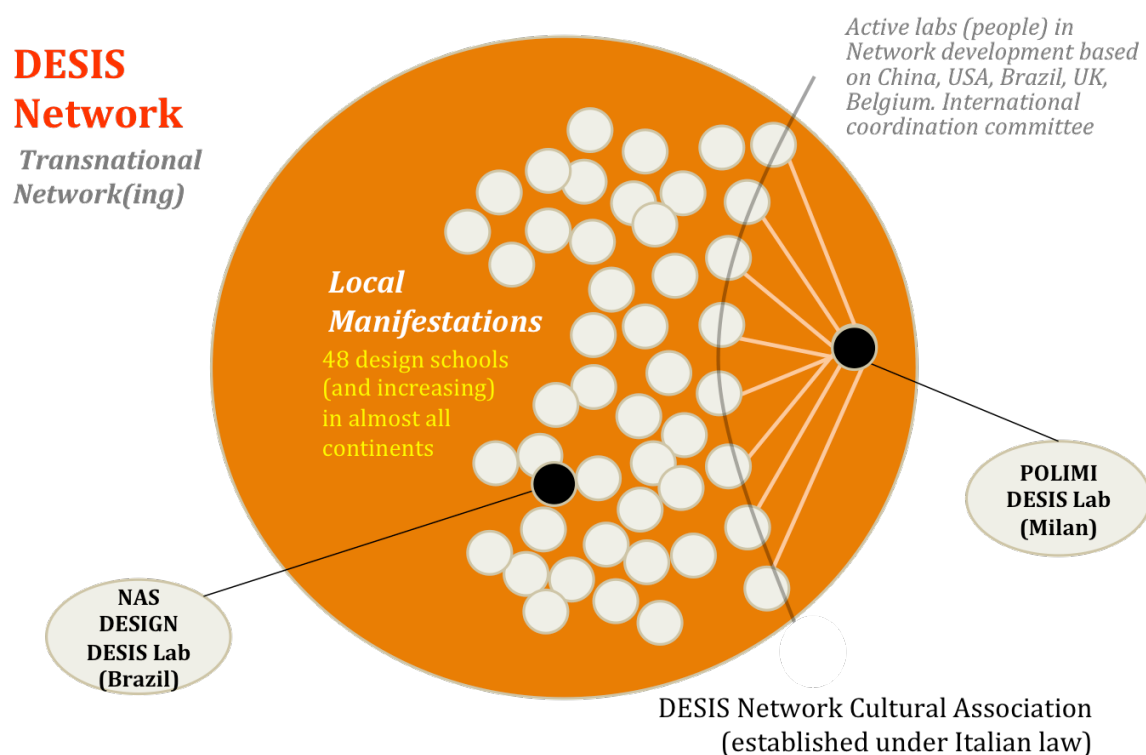 DESIS
Network
Transnational
Network(ing)
Active labs (people) in
Network development based
on China, USA, Brazil, UK,
Belgium. International
coordination committee
Local
Manifestations
48 design schools
(and increasing)
in almost all
continents
POLIMI
DESIS Lab
(Milan)
NAS
DESIGN
DESIS Lab
(Brazil)
DESIS Network Cultural Association
(established under Italian law)